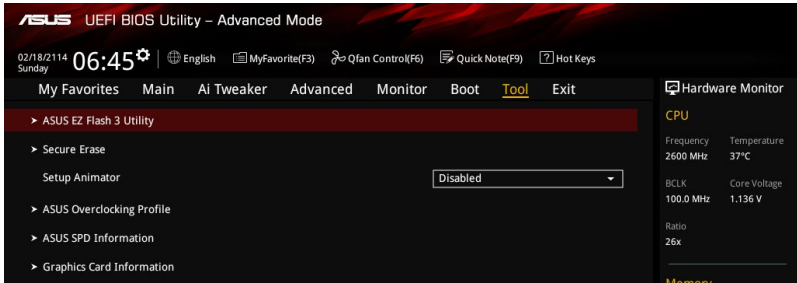 ASUS UEFI BIOS Utility – Advanced Mode
02/18/2114 Sunday 06:45 English MyFavorite(F3) Qfan Control(F6) Quick Note(F9) ? Hot Keys
My Favorites Main Ai Tweaker Advanced Monitor Boot Tool Exit
Hardware Monitor
> ASUS EZ Flash 3 Utility
> Secure Erase
Setup Animator Disabled
> ASUS Overclocking Profile
> ASUS SPD Information
> Graphics Card Information
CPU
Frequency Temperature
2600 MHz 37°C
BCLK Core Voltage
100.0 MHz 1.136 V
Ratio
26x
Memory